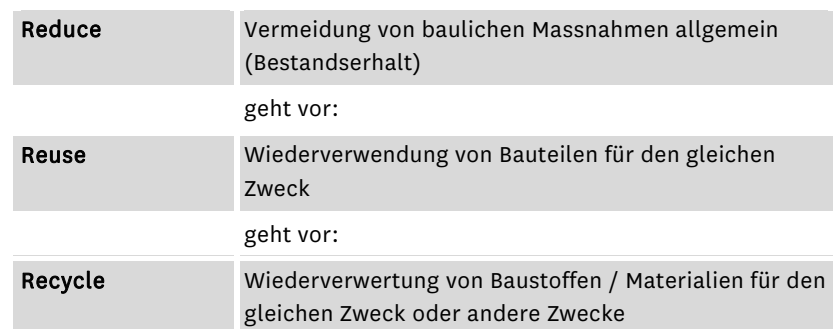 Reduce Vermeidung von baulichen Massnahmen allgemein
(Bestandserhalt)
geht vor:
Reuse Wiederverwendung von Bauteilen für den gleichen
Zweck
geht vor:
Recycle Wiederverwertung von Baustoffen / Materialien für den
gleichen Zweck oder andere Zwecke